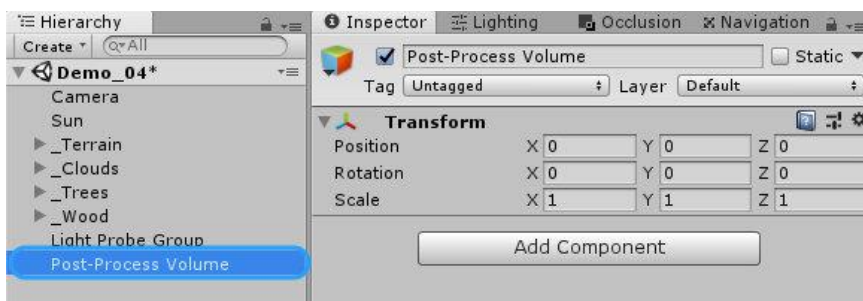 Hierarchy
Create All
Demo_04*
Camera
Sun
_Terrain
_Clouds
_Trees
_Wood
Light Probe Group
Post-Process Volume
Inspector Lighting Occlusion Navigation
Post-Process Volume Static
Tag Untagged Layer Default
Transform
Position X 0 Y 0 Z 0
Rotation X 0 Y 0 Z 0
Scale X 1 Y 1 Z 1
Add Component